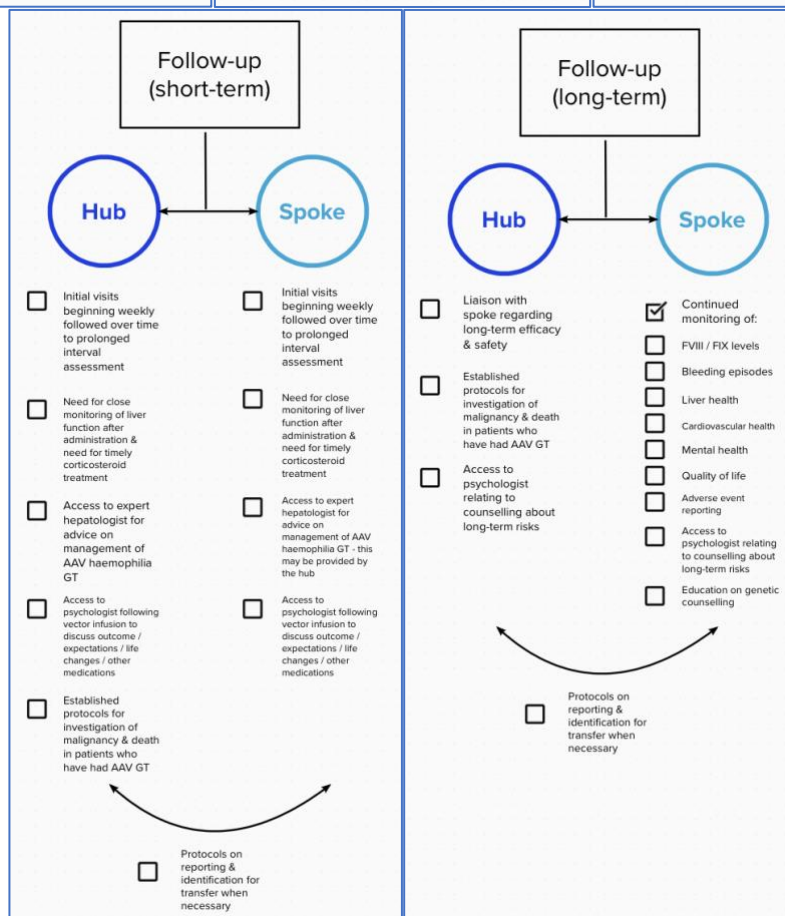 Follow-up
(short-term)
Hub
Spoke
Initial visits
beginning weekly
followed over time
to prolonged
interval
assessment
Need for close
monitoring of liver
function after
administration &
need for timely
corticosteroid
treatment
Access to expert
hepatologist for
advice on
management of
AAV haemophilia
GT
Access to
psychologist following
vector infusion to
discuss outcome /
expectations / life
changes / other
medications
Established
protocols for
investigation of
malignancy & death
in patients who
have had AAV GT
Initial visits
beginning weekly
followed over time
to prolonged
interval
assessment
Need for close
monitoring of liver
function after
administration &
need for timely
corticosteroid
treatment
Access to expert
hepatologist for
advice on
management of AAV
haemophilia GT - this
may be provided by
the hub
Access to
psychologist following
vector infusion to
discuss outcome /
expectations / life
changes / other
medications
Protocols on
reporting &
identification for
transfer when
necessary
Follow-up
(long-term)
Hub
Spoke
Liaison with
spoke regarding
long-term efficacy
& safety
Established
protocols for
investigation of
malignancy & death
in patients who
have had AAV GT
Access to
psychologist
relating to
counselling about
long-term risks
Continued
monitoring of:
FVIII / FIX levels
Bleeding episodes
Liver health
Cardiovascular health
Mental health
Quality of life
Adverse event
reporting
Access to
psychologist relating
to counselling about
long-term risks
Education on genetic
counselling
Protocols on
reporting &
identification for
transfer when
necessary